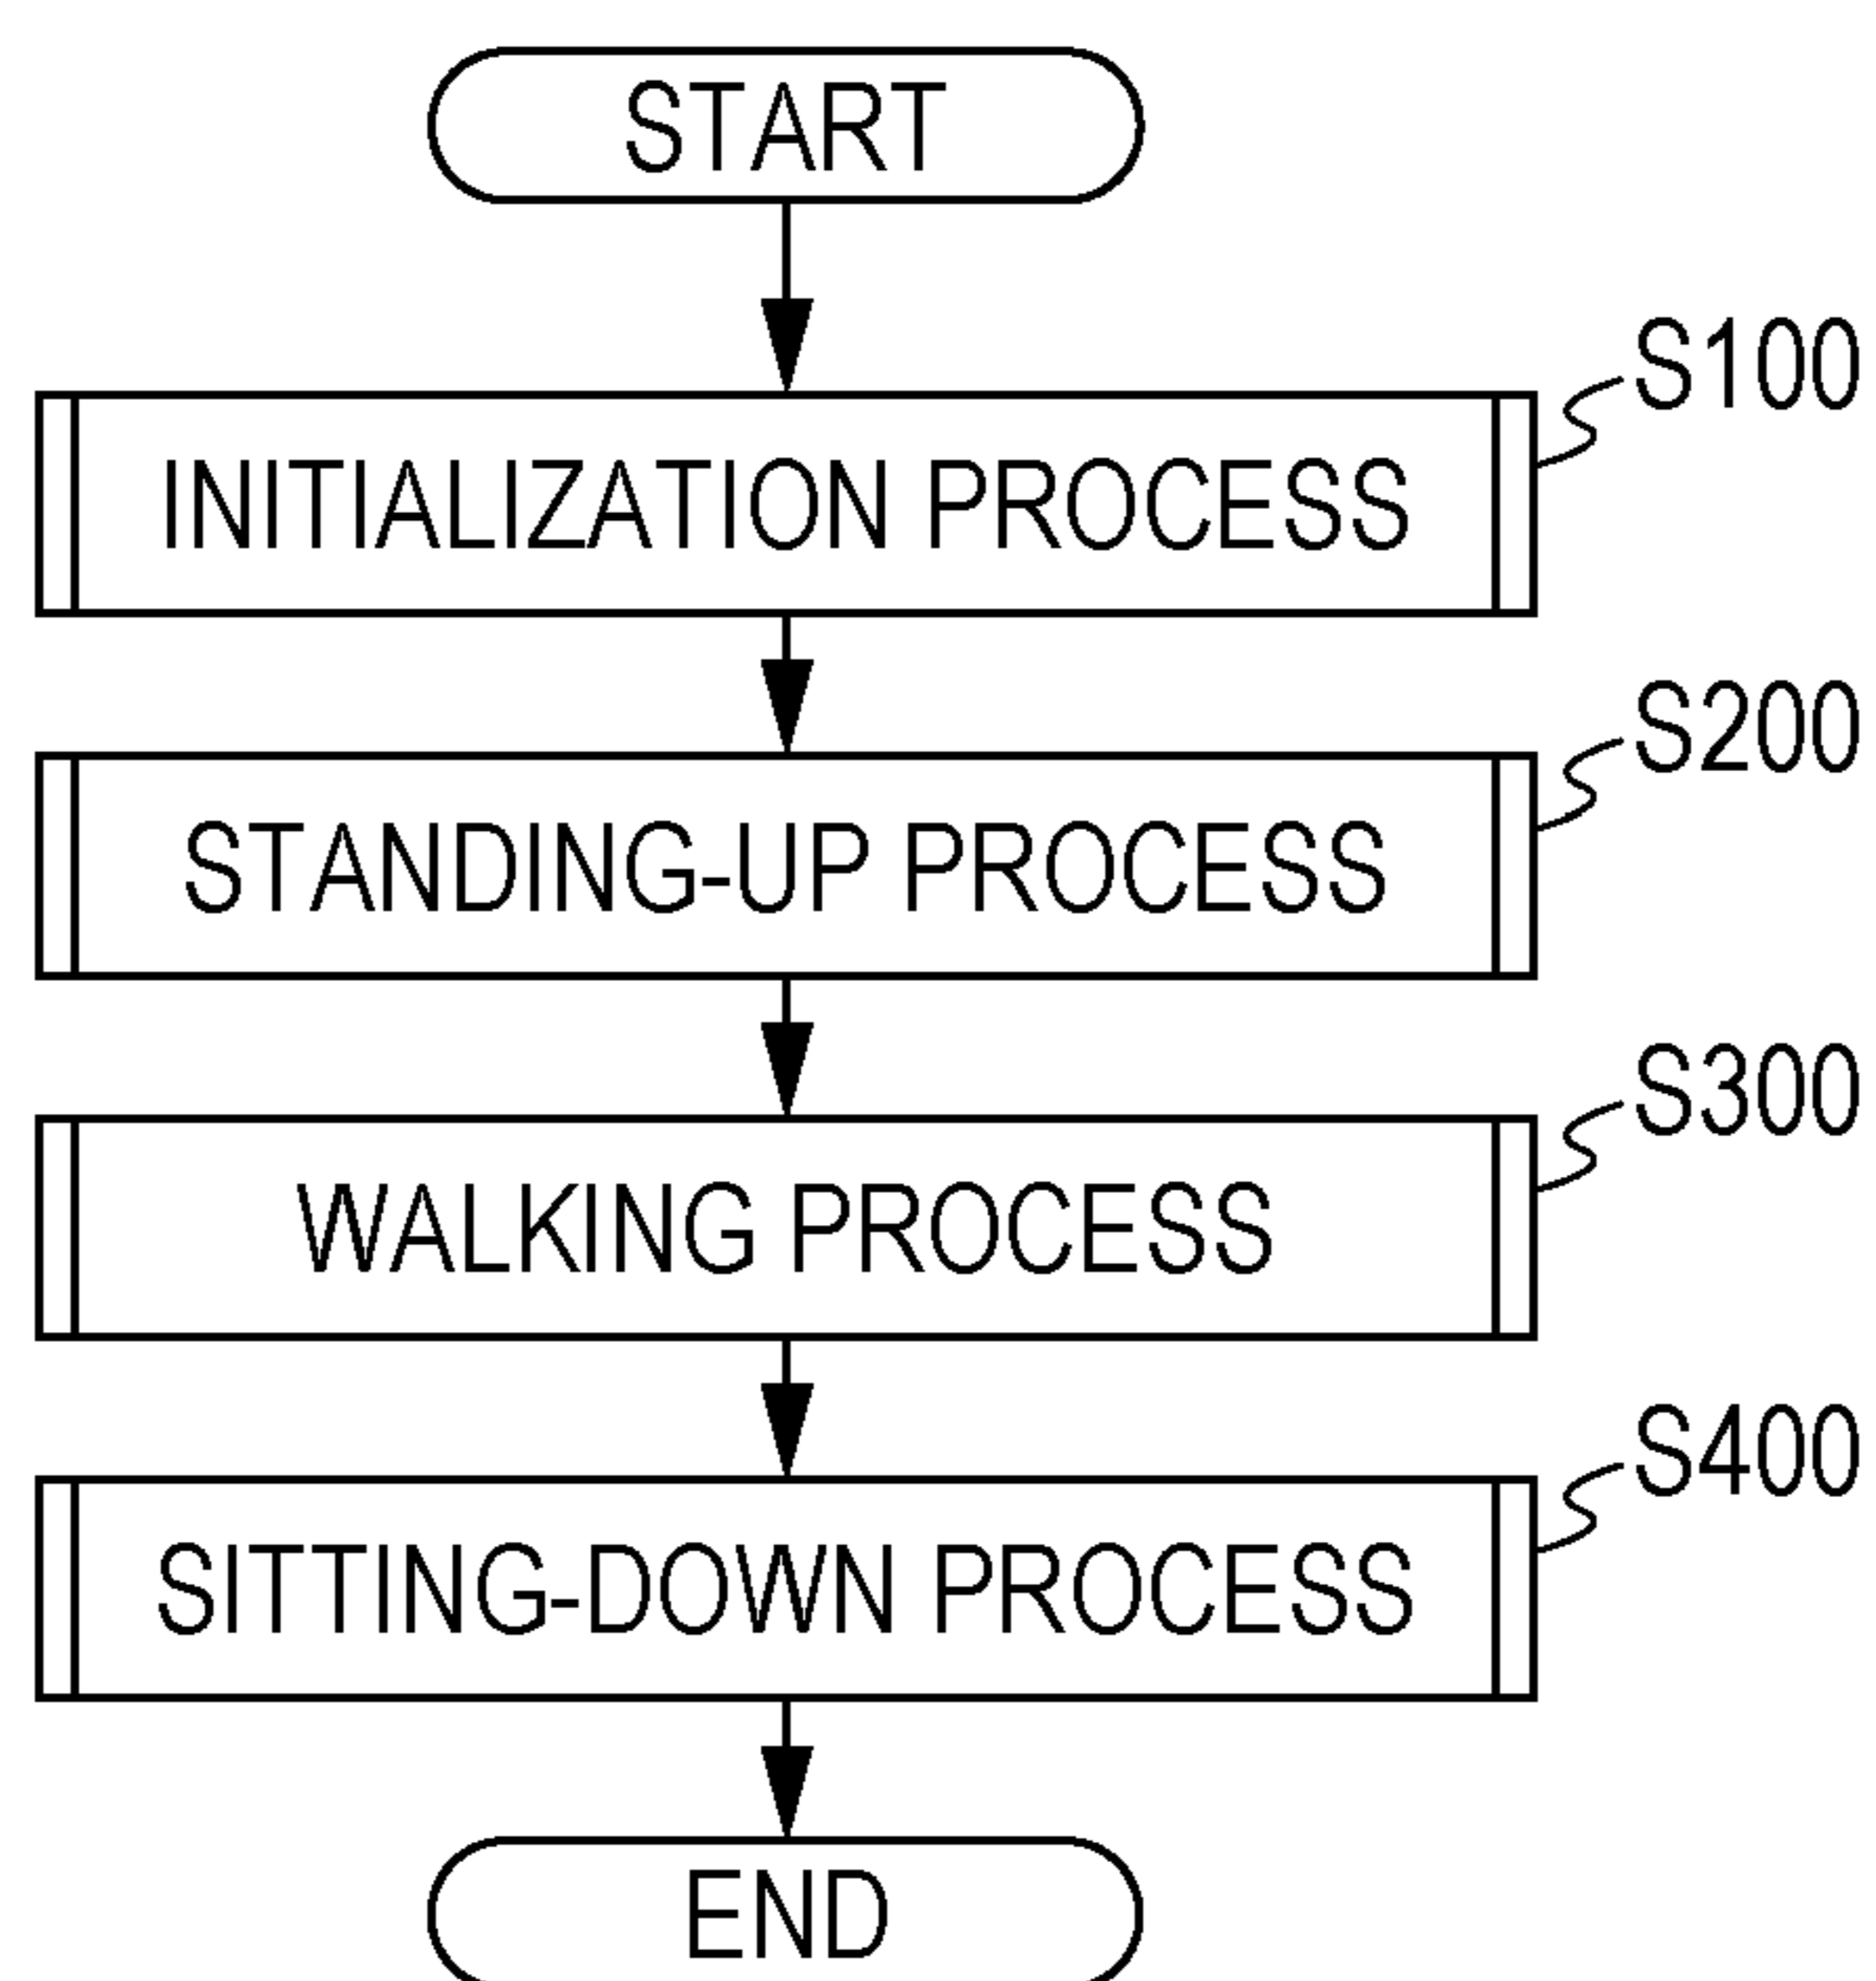 START
S100
INITIALIZATION PROCESS
S200
STANDING-UP PROCESS
S300
WALKING PROCESS
S400
SITTING-DOWN PROCESS
END